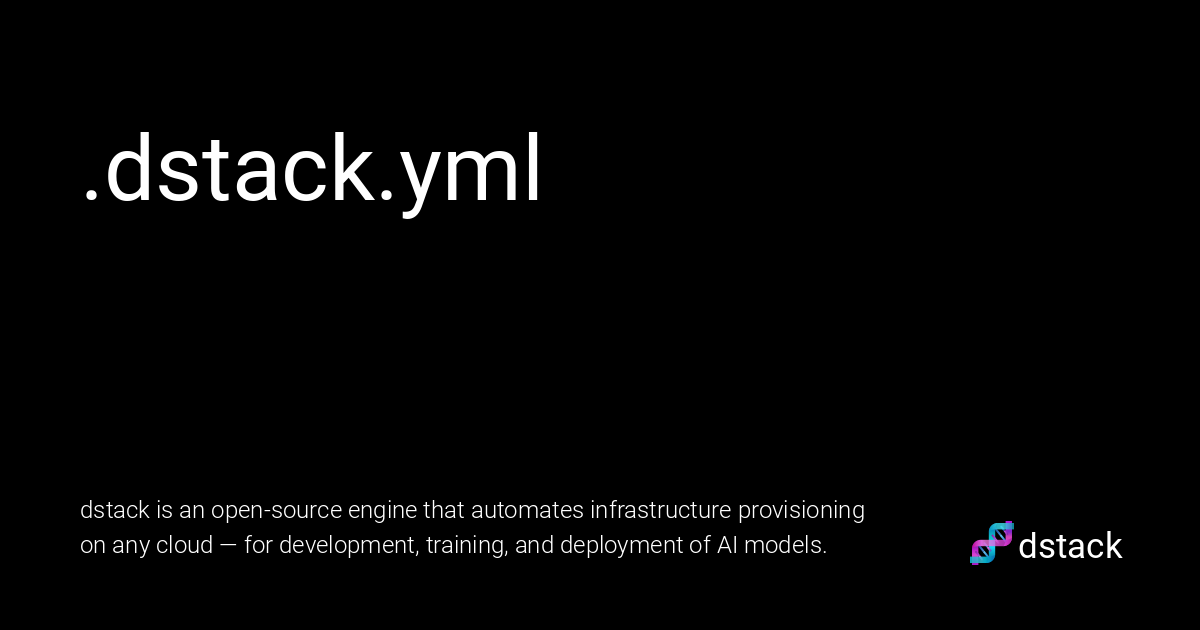 .dstack.yml
dstack is an open-source engine that automates infrastructure provisioning
on any cloud — for development, training, and deployment of AI models.
dstack